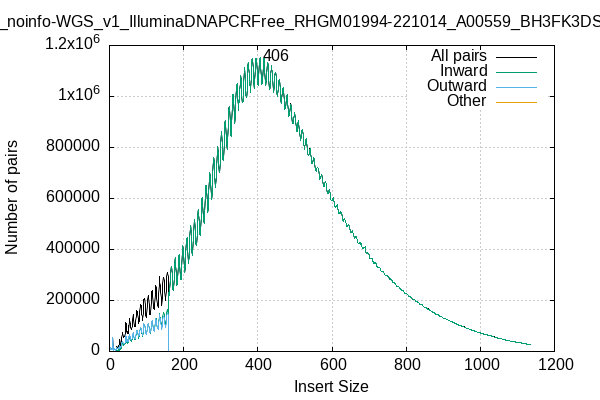 _noinfo-WGS_v1_IlluminaDNAPCRFree_RHGM01994-221014_A00559_BH3FK3DS
1.2x10^6
1x10^6
800000
600000
400000
200000
0
Number of pairs
406
All pairs
Inward
Outward
Other
0 200 400 600 800 1000 1200
Insert Size